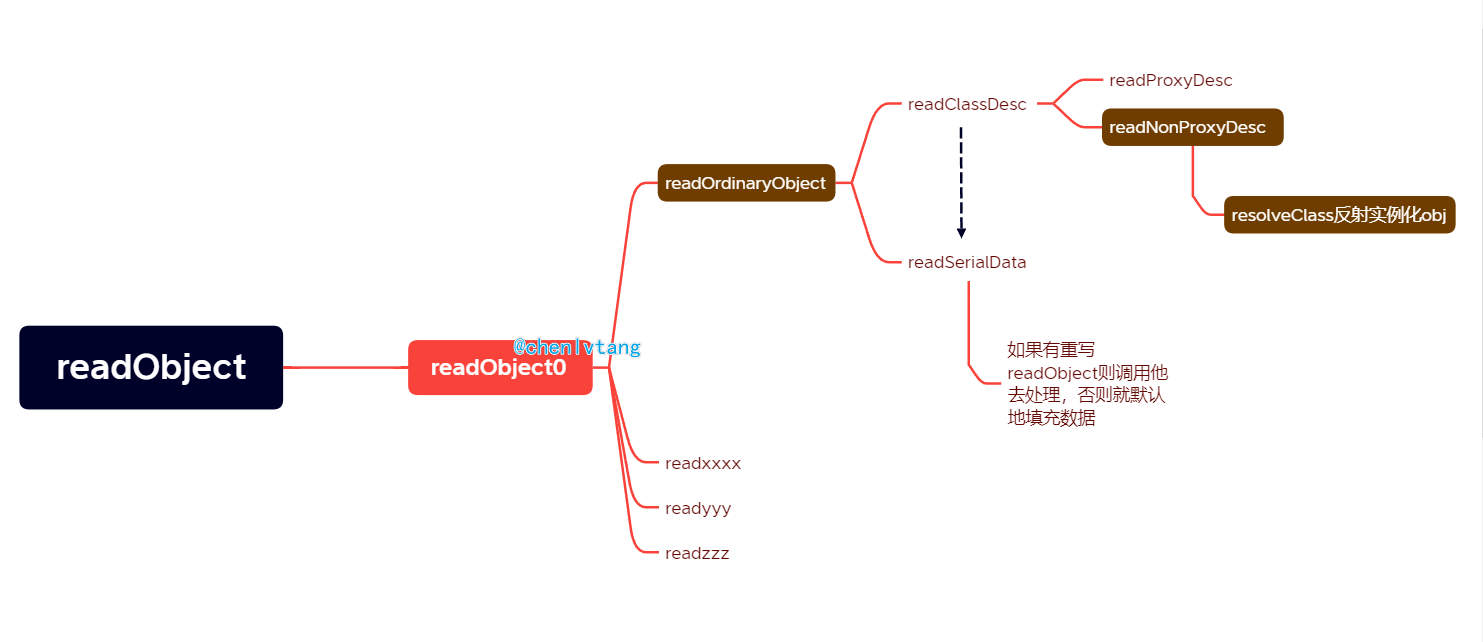 readProxyDesc
readClassDesc
readNonProxyDesc
readOrdinaryObject
resolveClass反射实例化obj
readSerialData
@chenlvtang
如果有重写
readObject则调用他
去处理，否则就默认
地填充数据
readObject
readObject0
readxxxx
readyyy
readzzz